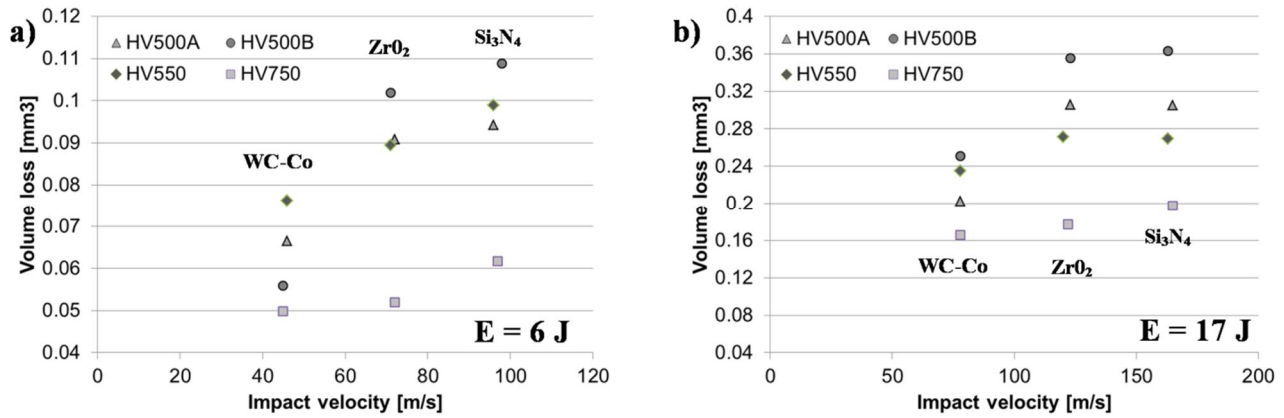 a)
0.12
0.11
0.1
0.09
0.08
0.07
0.06
0.05
0.04
Volume loss [mm3]
HV500A
HV500B
HV550
HV750
ZrO₂
Si₃N₄
WC-Co
E = 6 J
0 20 40 60 80 100 120
Impact velocity [m/s]
b)
0.4
0.36
0.32
0.28
0.24
0.2
0.16
0.12
0.08
0.04
Volume loss [mm3]
HV500A
HV500B
HV550
HV750
WC-Co
ZrO₂
Si₃N₄
E = 17 J
0 50 100 150 200
Impact velocity [m/s]